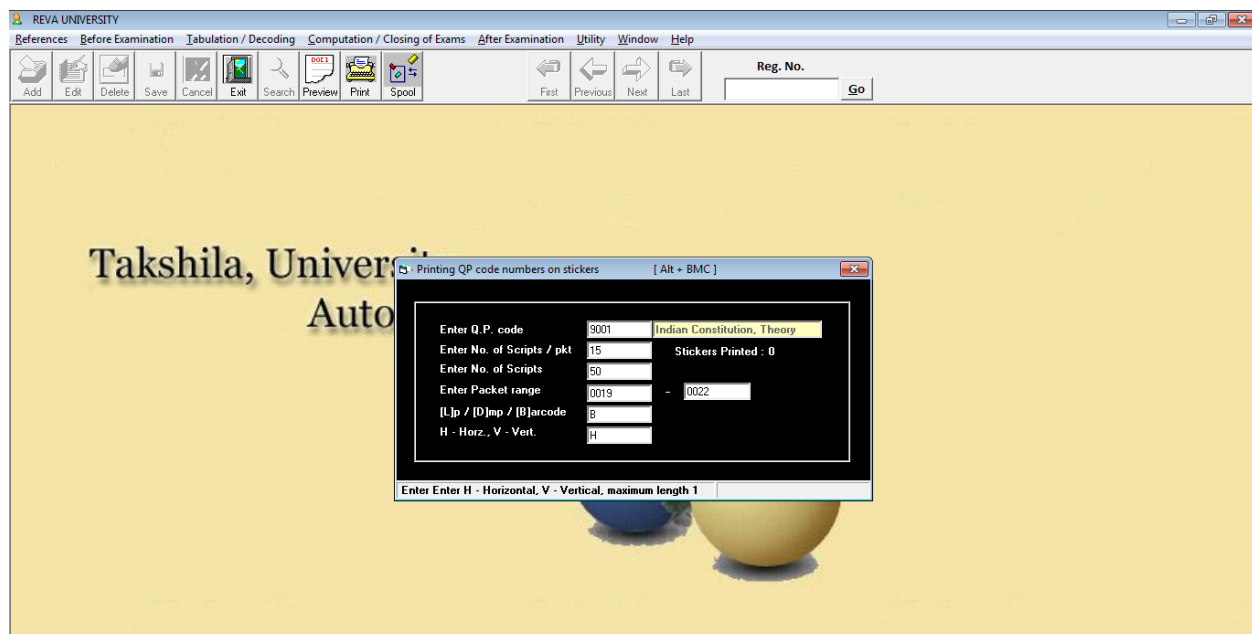 REVA UNIVERSITY
References Before Examination Tabulation / Decoding Computation / Closing of Exams After Examination Utility Window Help
Add Edit Delete Save Cancel Exit Search Preview Print Spool First Previous Next Last Reg. No. Go
Takshila,
Auto
Printing QP code numbers on stickers [ Alt + BMC ]
Enter Q.P. code 9001 Indian Constitution, Theory
Enter No. of Scripts / pkt 15 Stickers Printed : 0
Enter No. of Scripts 50
Enter Packet range 0019 - 0022
[L]p / [D]mp / [B]arcode B
H - Horz., V - Vert. H
Enter Enter H - Horizontal, V - Vertical, maximum length 1